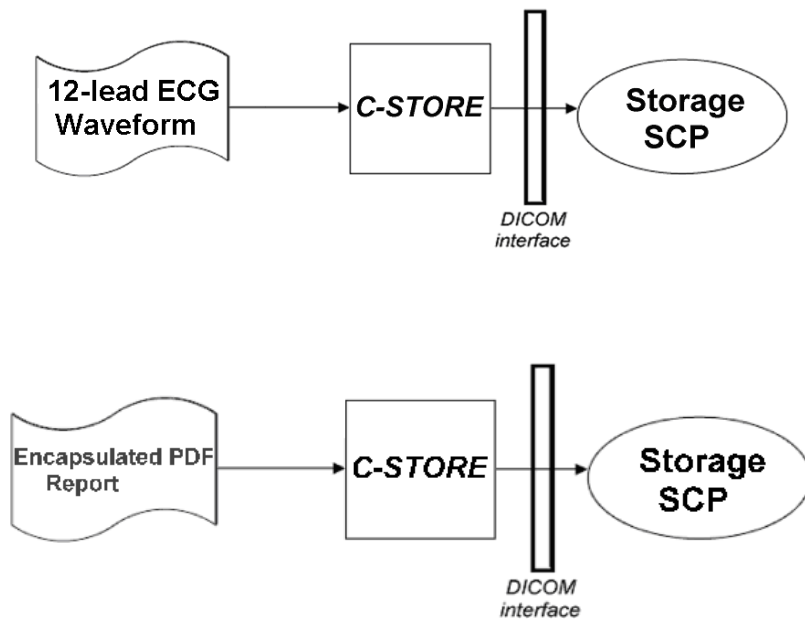 12-lead ECG
Waveform
C-STORE
Storage
SCP
DICOM
interface
Encapsulated PDF
Report
C-STORE
Storage
SCP
DICOM
interface